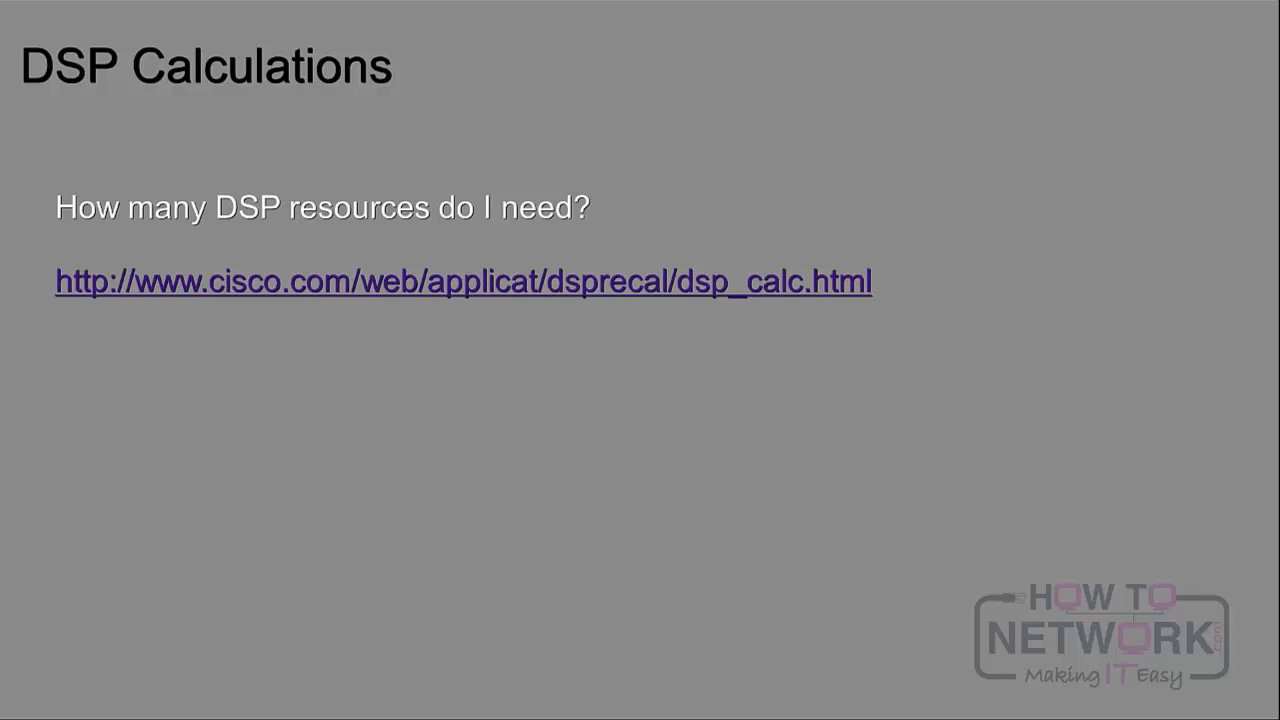 DSP Calculations
How many DSP resources do I need?
http://www.cisco.com/web/applicat/dsprecal/dsp_calc.html
HOW TO
NETWORK.com
Making IT Easy